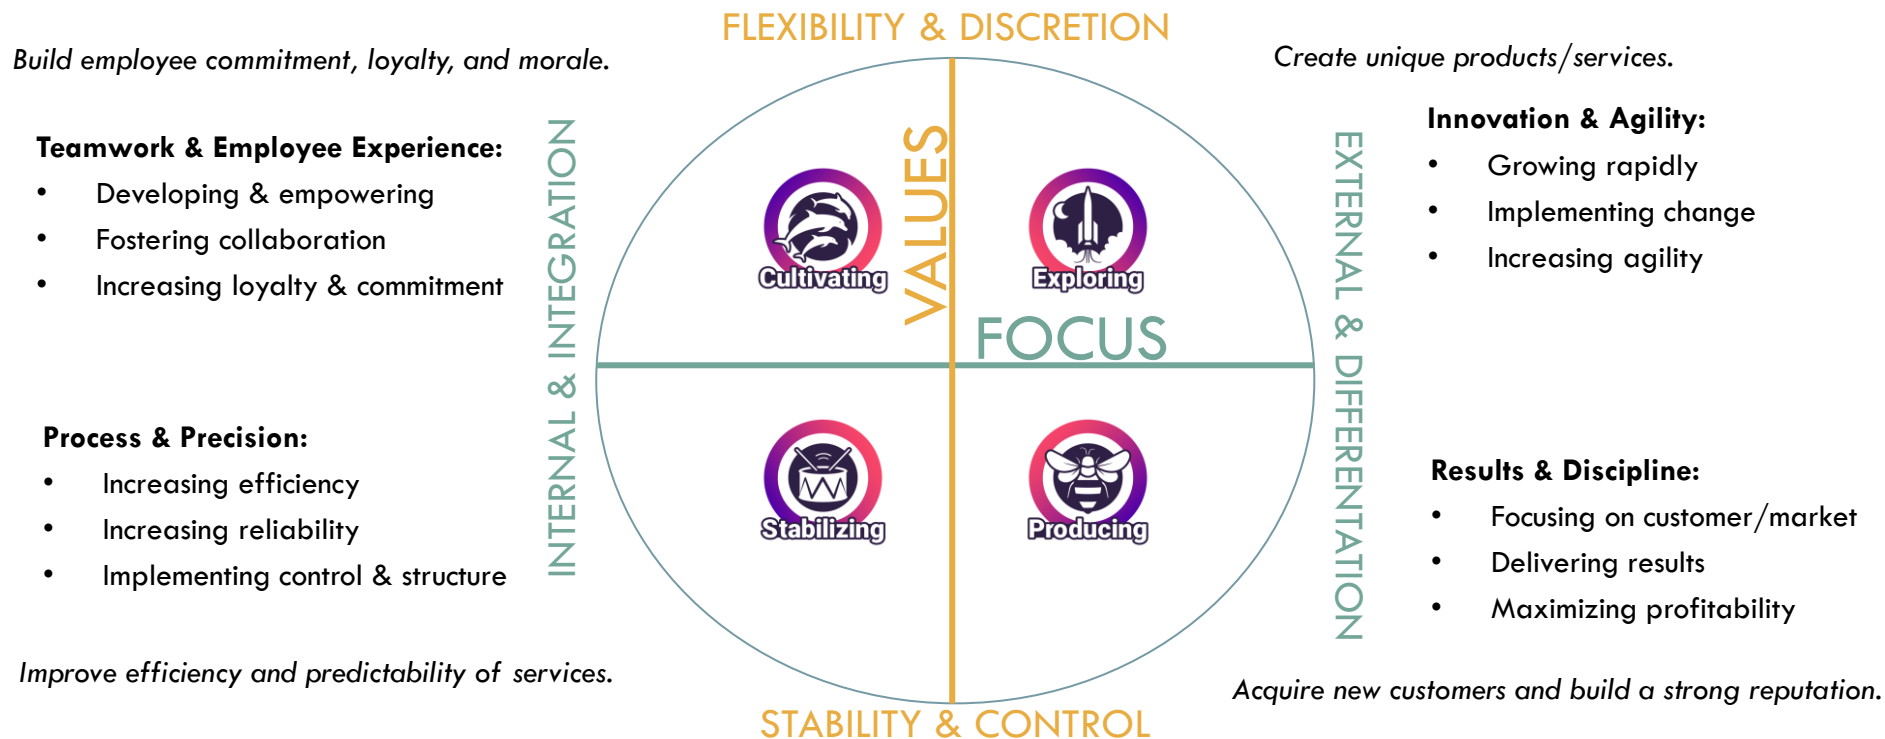 FLEXIBILITY & DISCRETION
Build employee commitment, loyalty, and morale.
Teamwork & Employee Experience:
• Developing & empowering
• Fostering collaboration
• Increasing loyalty & commitment
Process & Precision:
• Increasing efficiency
• Increasing reliability
• Implementing control & structure
Improve efficiency and predictability of services.
INTERNAL & INTEGRATION
Cultivating
VALUES
Exploring
FOCUS
Stabilizing
Producing
EXTERNAL & DIFFERENTATION
Create unique products/services.
Innovation & Agility:
• Growing rapidly
• Implementing change
• Increasing agility
Results & Discipline:
• Focusing on customer/market
• Delivering results
• Maximizing profitability
Acquire new customers and build a strong reputation.
STABILITY & CONTROL